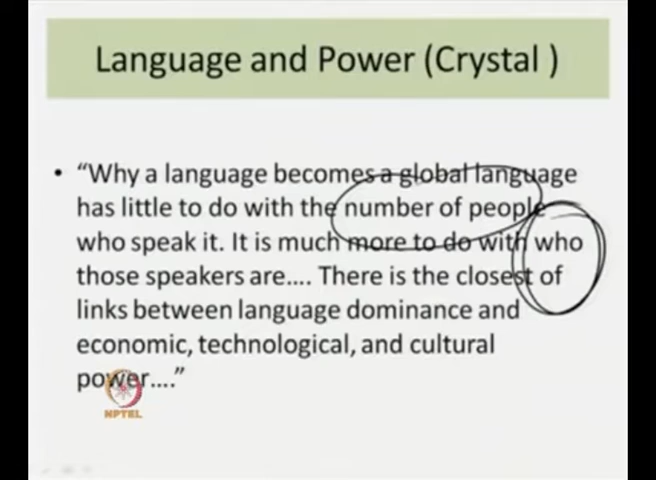 Language and Power (Crystal )
• “Why a language becomes a global language
has little to do with the number of people
who speak it. It is much more to do with who
those speakers are.... There is the closest of
links between language dominance and
economic, technological, and cultural
power....”
NPTEL